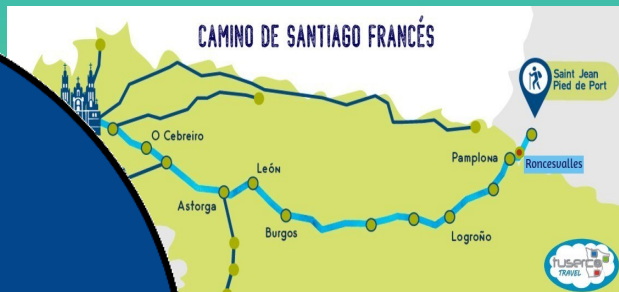 CAMINO DE SANTIAGO FRANCÉS
Saint Jean
Pied de Port
O Cebreiro
León
Pamplona
Roncesvalles
Astorga
Burgos
Logroño
tuserco
TRAVEL